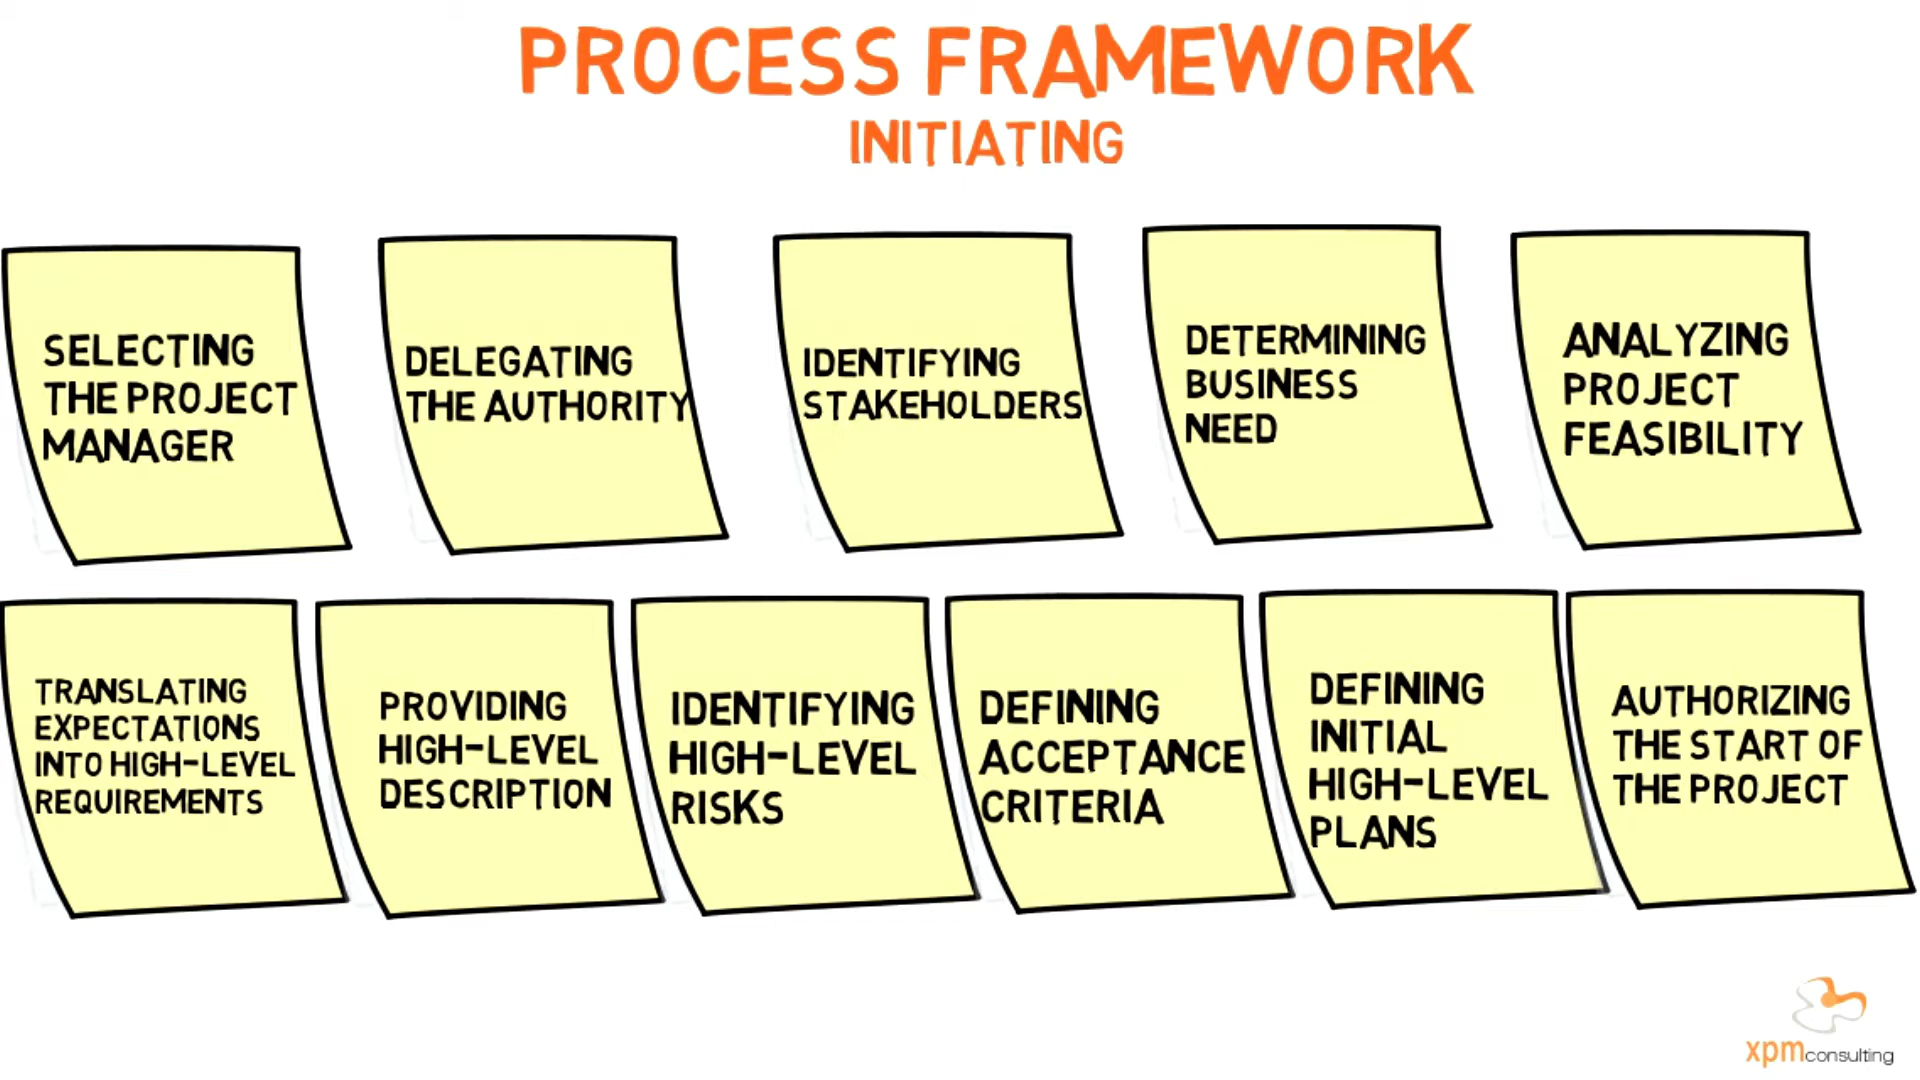 PROCESS FRAMEWORK
INITIATING
SELECTING
THE PROJECT
MANAGER
DELEGATING
THE AUTHORITY
IDENTIFYING
STAKEHOLDERS
DETERMINING
BUSINESS
NEED
ANALYZING
PROJECT
FEASIBILITY
TRANSLATING
EXPECTATIONS
INTO HIGH-LEVEL
REQUIREMENTS
PROVIDING
HIGH-LEVEL
DESCRIPTION
IDENTIFYING
HIGH-LEVEL
RISKS
DEFINING
ACCEPTANCE
CRITERIA
DEFINING
INITIAL
HIGH-LEVEL
PLANS
AUTHORIZING
THE START OF
THE PROJECT
xpmconsulting